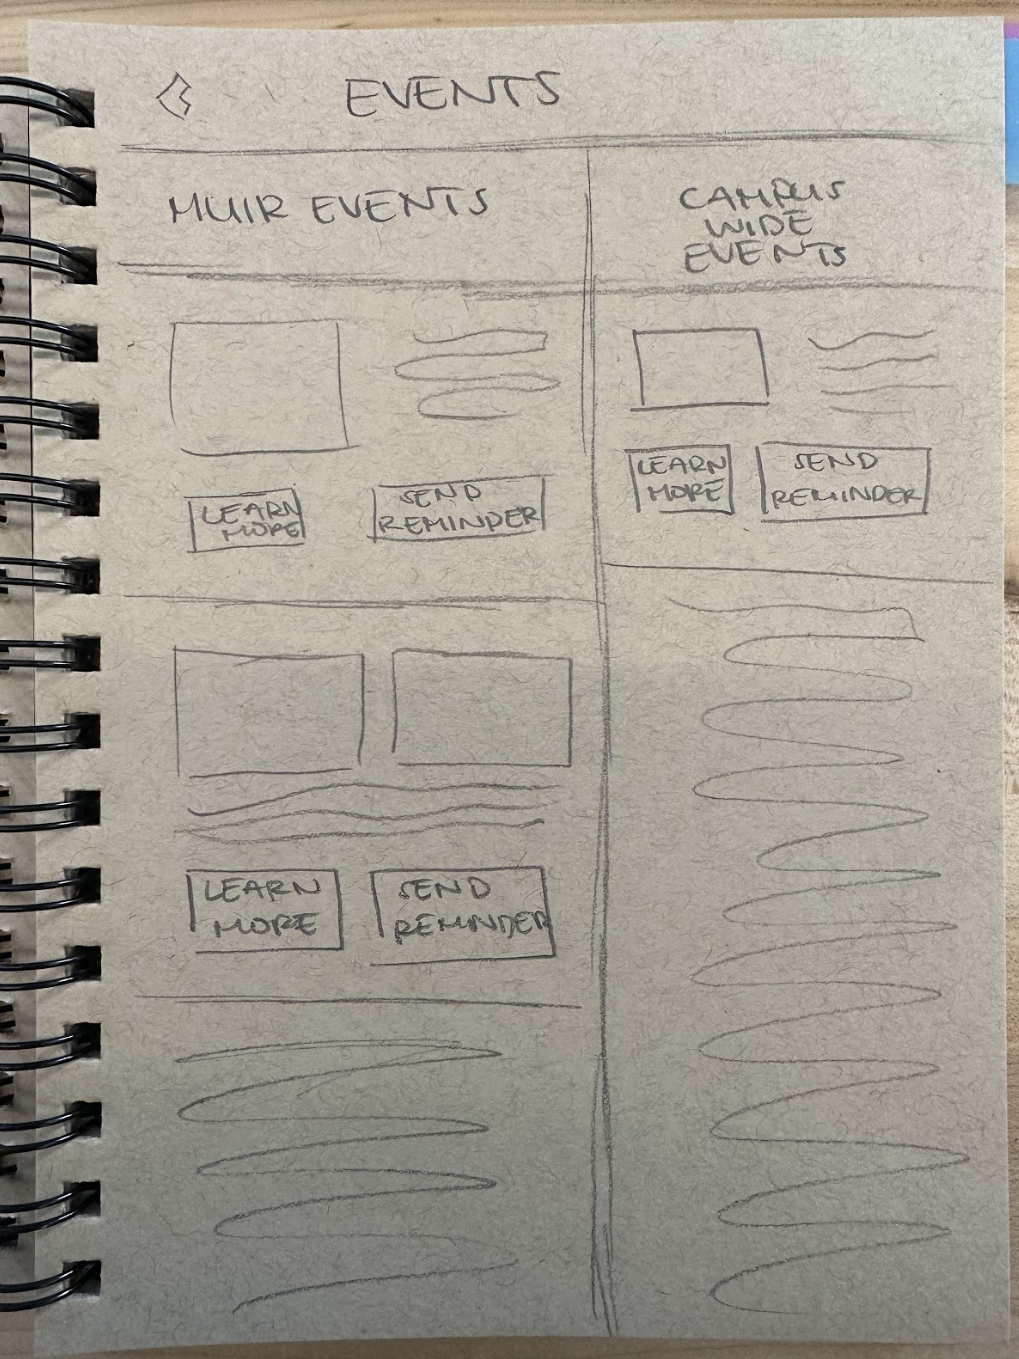 EVENTS
MUIR EVENTS
CAMPUS
WIDE
EVENTS
LEARN
MORE
SEND
REMINDER
LEARN
MORE
SEND
REMINDER
LEARN
MORE
SEND
REMINDER